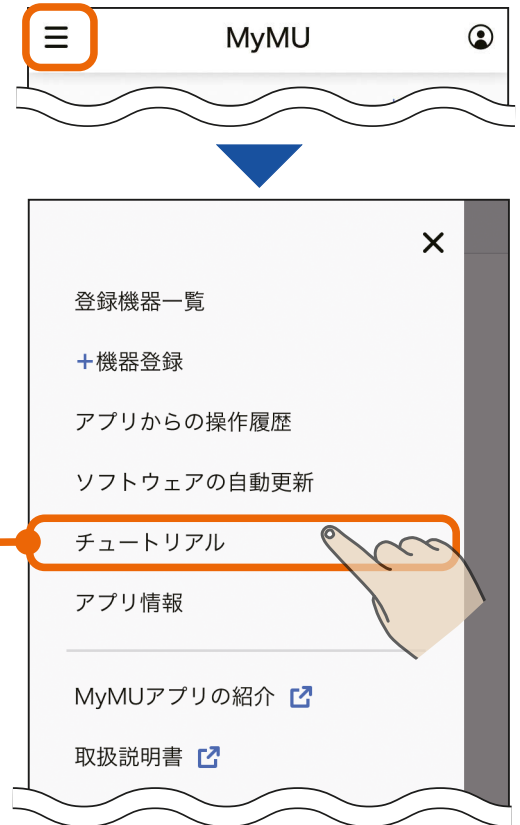 MyMU
登録機器一覧
+機器登録
アプリからの操作履歴
ソフトウェアの自動更新
チュートリアル
アプリ情報
MyMUアプリの紹介
取扱説明書